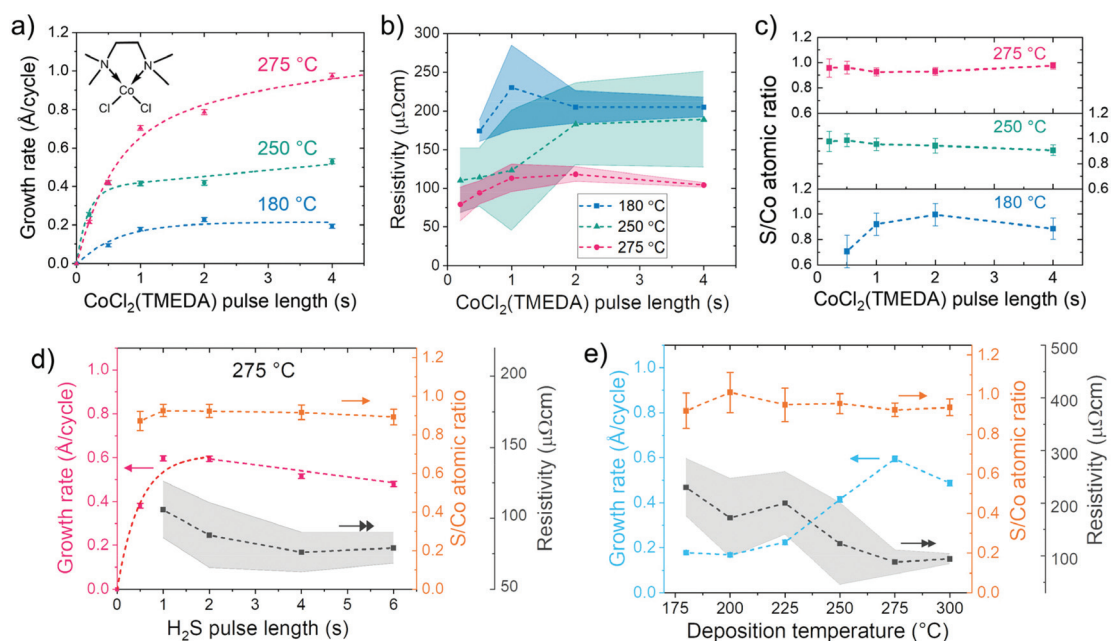 a)
1.2
1.0
0.8
0.6
0.4
0.2
0.0
Growth rate (Å/cycle)
N
N
Co
Cl
Cl
275 °C
250 °C
180 °C
0 1 2 3 4
CoCl₂(TMEDA) pulse length (s)
b)
300
250
200
150
100
50
0
Resistivity (μΩcm)
180 °C
250 °C
275 °C
0 1 2 3 4
CoCl₂(TMEDA) pulse length (s)
c)
S/Co atomic ratio
1.2
1.0
0.8
0.6
275 °C
1.2
1.0
0.8
0.6
250 °C
1.2
1.0
0.8
0.6
180 °C
0 1 2 3 4
CoCl₂(TMEDA) pulse length (s)
d)
275 °C
1.0
0.8
0.6
0.4
0.2
0.0
Growth rate (Å/cycle)
1.2
1.0
0.8
0.6
0.4
0.2
0.0
S/Co atomic ratio
200
150
100
50
Resistivity (μΩcm)
0 1 2 3 4 5 6
H₂S pulse length (s)
e)
1.0
0.8
0.6
0.4
0.2
0.0
Growth rate (Å/cycle)
1.2
1.0
0.8
0.6
0.4
0.2
0.0
S/Co atomic ratio
500
400
300
200
100
Resistivity (μΩcm)
175 200 225 250 275 300
Deposition temperature (°C)